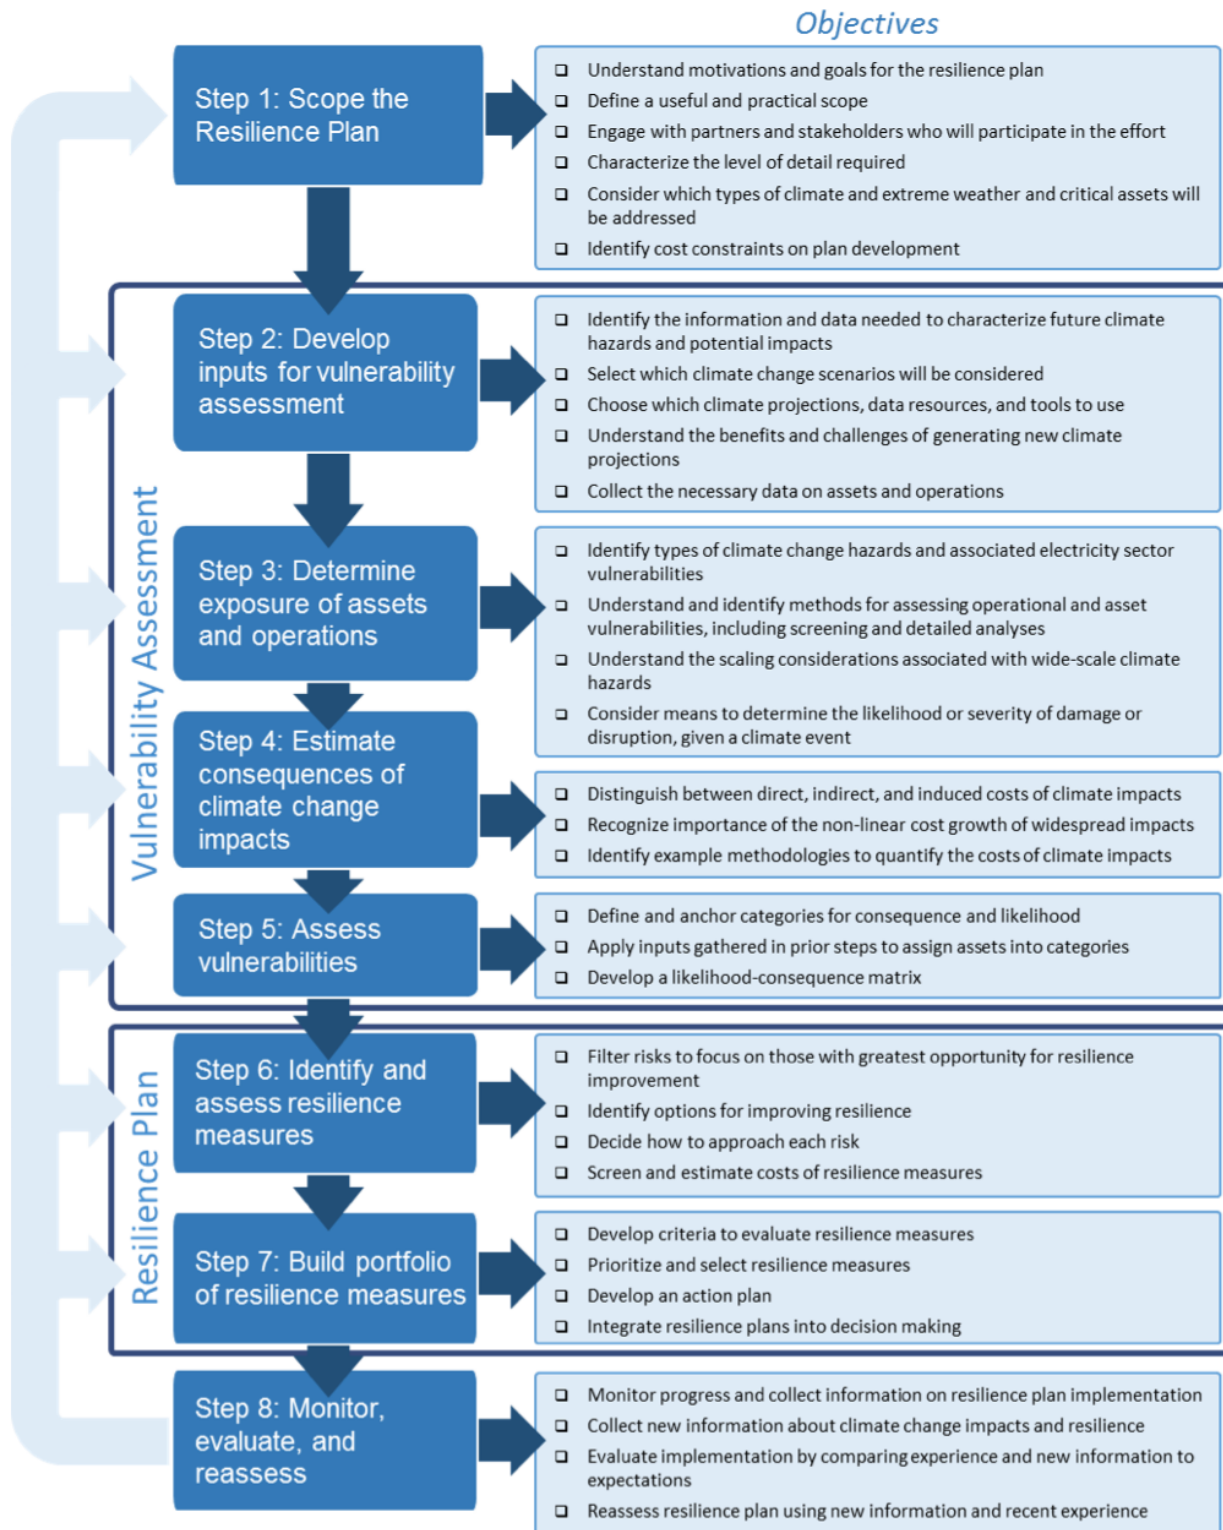 Objectives
Step 1: Scope the
Resilience Plan
❑ Understand motivations and goals for the resilience plan
❑ Define a useful and practical scope
❑ Engage with partners and stakeholders who will participate in the effort
❑ Characterize the level of detail required
❑ Consider which types of climate and extreme weather and critical assets will
be addressed
❑ Identify cost constraints on plan development
Vulnerability Assessment
Step 2: Develop
inputs for vulnerability
assessment
❑ Identify the information and data needed to characterize future climate
hazards and potential impacts
❑ Select which climate change scenarios will be considered
❑ Choose which climate projections, data resources, and tools to use
❑ Understand the benefits and challenges of generating new climate
projections
❑ Collect the necessary data on assets and operations
Step 3: Determine
exposure of assets
and operations
❑ Identify types of climate change hazards and associated electricity sector
vulnerabilities
❑ Understand and identify methods for assessing operational and asset
vulnerabilities, including screening and detailed analyses
❑ Understand the scaling considerations associated with wide-scale climate
hazards
❑ Consider means to determine the likelihood or severity of damage or
disruption, given a climate event
Step 4: Estimate
consequences of
climate change
impacts
❑ Distinguish between direct, indirect, and induced costs of climate impacts
❑ Recognize importance of the non-linear cost growth of widespread impacts
❑ Identify example methodologies to quantify the costs of climate impacts
Step 5: Assess
vulnerabilities
❑ Define and anchor categories for consequence and likelihood
❑ Apply inputs gathered in prior steps to assign assets into categories
❑ Develop a likelihood-consequence matrix
Resilience Plan
Step 6: Identify and
assess resilience
measures
❑ Filter risks to focus on those with greatest opportunity for resilience
improvement
❑ Identify options for improving resilience
❑ Decide how to approach each risk
❑ Screen and estimate costs of resilience measures
Step 7: Build portfolio
of resilience measures
❑ Develop criteria to evaluate resilience measures
❑ Prioritize and select resilience measures
❑ Develop an action plan
❑ Integrate resilience plans into decision making
Step 8: Monitor,
evaluate, and
reassess
❑ Monitor progress and collect information on resilience plan implementation
❑ Collect new information about climate change impacts and resilience
❑ Evaluate implementation by comparing experience and new information to
expectations
❑ Reassess resilience plan using new information and recent experience